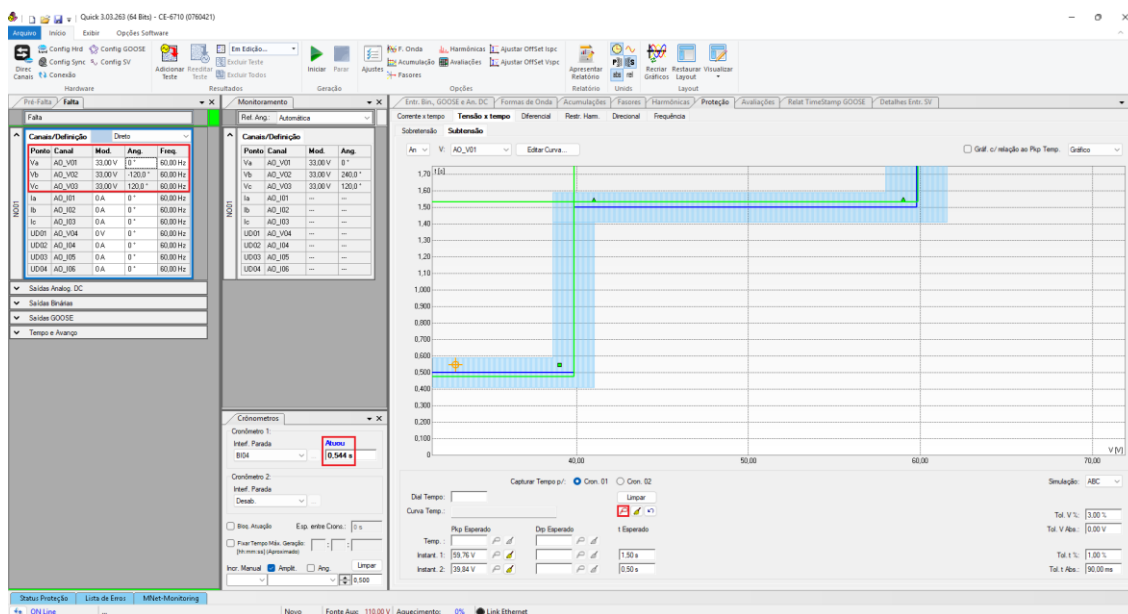 Quick 3.03.263 (64 Bits) - CE-6710 (0760421)
Arquivo Início Exibir Opções Software
Direc Canais
Config Hrd Config GOOSE
Config Sync Config SV
Conexão
Hardware
Adicionar Teste
Reeditar Teste
Em Edição...
Excluir Teste
Excluir Todos
Resultados
Iniciar Parar
Geração
Ajustes
F. Onda Harmônicas Ajustar OffSet Ispc
Acumulação Avaliações Ajustar OffSet Vspc
Fasores
Opções
Apresentar Relatório
Relatório
P S
abs rel
Unids
Recriar Gráficos
Restaurar Layout
Visualizar
Layout
Pré-Falta Falta
Falta
Canais/Definição Direto
Ponto Canal Mod. Ang. Freq.
Va AO_V01 33,00 V 0 ° 60,00 Hz
Vb AO_V02 33,00 V -120,0 ° 60,00 Hz
Vc AO_V03 33,00 V 120,0 ° 60,00 Hz
Ia AO_I01 0 A 0 ° 60,00 Hz
Ib AO_I02 0 A 0 ° 60,00 Hz
Ic AO_I03 0 A 0 ° 60,00 Hz
UD01 AO_V04 0 V 0 ° 60,00 Hz
UD02 AO_I04 0 A 0 ° 60,00 Hz
UD03 AO_I05 0 A 0 ° 60,00 Hz
UD04 AO_I06 0 A 0 ° 60,00 Hz
NO01
Saídas Analog. DC
Saídas Binárias
Saídas GOOSE
Tempo e Avanço
Monitoramento
Ref. Ang.: Automática
Canais/Definição
Ponto Canal Mod. Ang.
Va AO_V01 33,00 V 0 °
Vb AO_V02 33,00 V 240,0 °
Vc AO_V03 33,00 V 120,0 °
Ia AO_I01 --- ---
Ib AO_I02 --- ---
Ic AO_I03 --- ---
UD01 AO_V04 --- ---
UD02 AO_I04 --- ---
UD03 AO_I05 --- ---
UD04 AO_I06 --- ---
NO01
Cronômetros
Cronômetro 1:
Interf. Parada Atuou
BI04 ... 0,544 s
Cronômetro 2:
Interf. Parada
Desab. ...
Bloq. Atuação Esp. entre Crono.: 0 s
Fixar Tempo Máx. Geração: : :
[hh:mm:ss] (Aproximado)
Incr. Manual Amplit. Ang. Limpar
0,500
Entr. Bin., GOOSE e An. DC Formas de Onda Acumulações Fasores Harmônicas Proteção Avaliações Relat TimeStamp GOOSE Detalhes Entr. SV
Corrente x tempo Tensão x tempo Diferencial Restr. Harm. Direcional Frequência
Sobretensão Subtensão
An V: AO_V01 Editar Curva... Gráf. c/ relação ao Pkp Temp. Gráfico
t [s]
1,70
1,60
1,50
1,40
1,30
1,20
1,10
1,000
0,900
0,800
0,700
0,600
0,500
0,400
0,300
0,200
0,100
0
40,00 50,00 60,00 70,00
V [V]
Capturar Tempo p/: Cron. 01 Cron. 02
Simulação: ABC
Dial Tempo: Limpar
Curva Temp.:
Pkp Esperado Drp Esperado t Esperado
Temp. :
Instant. 1: 59,76 V 1,50 s
Instant. 2: 39,84 V 0,50 s
Tol. V %: 3,00 %
Tol. V Abs.: 0,00 V
Tol. t %: 1,00 %
Tol. t Abs.: 90,00 ms
Status Proteção Lista de Erros MNet-Monitoring
ON Line Novo Fonte Aux: 110,00 V Aquecimento: 0% Link Ethernet